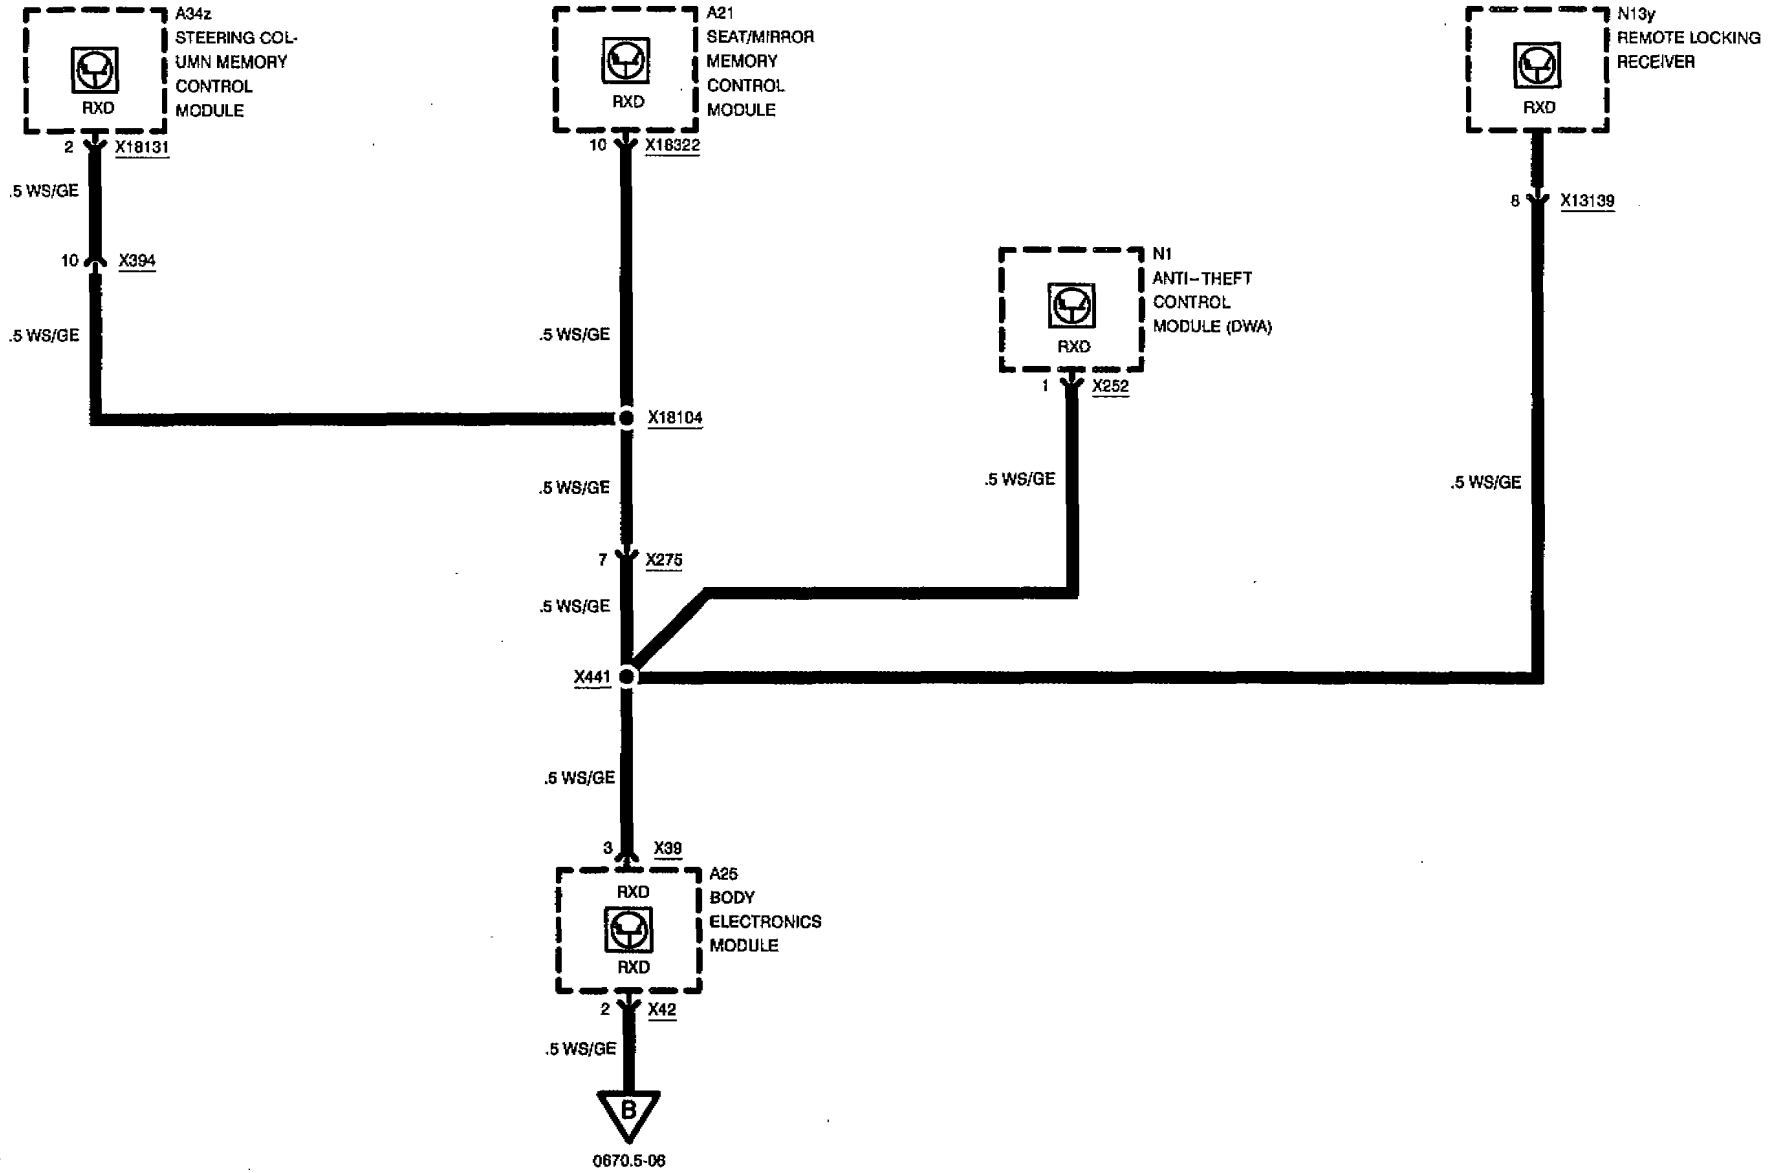 A34z
STEERING COL-
UMN MEMORY
CONTROL
MODULE
RXD
2
X18131
.5 WS/GE
10
X394
.5 WS/GE
A21
SEAT/MIRROR
MEMORY
CONTROL
MODULE
RXD
10
X18322
.5 WS/GE
X18104
.5 WS/GE
7
X275
.5 WS/GE
X441
N1
ANTI-THEFT
CONTROL
MODULE (DWA)
RXD
1
X252
.5 WS/GE
N13y
REMOTE LOCKING
RECEIVER
RXD
8
X13139
.5 WS/GE
.5 WS/GE
3
X39
A26
BODY
ELECTRONICS
MODULE
RXD
RXD
2
X42
.5 WS/GE
B
0670.5-06